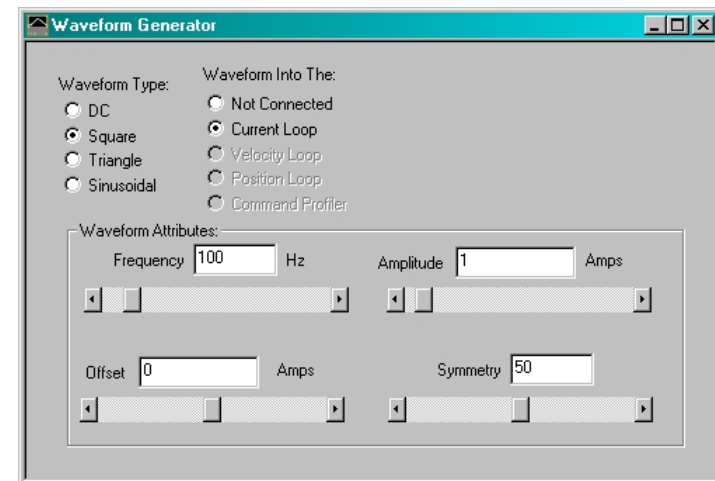 Waveform Generator
Waveform Type:
DC
Square
Triangle
Sinusoidal
Waveform Into The:
Not Connected
Current Loop
Velocity Loop
Position Loop
Command Profiler
Waveform Attributes:
Frequency 100 Hz
Amplitude 1 Amps
Offset 0 Amps
Symmetry 50